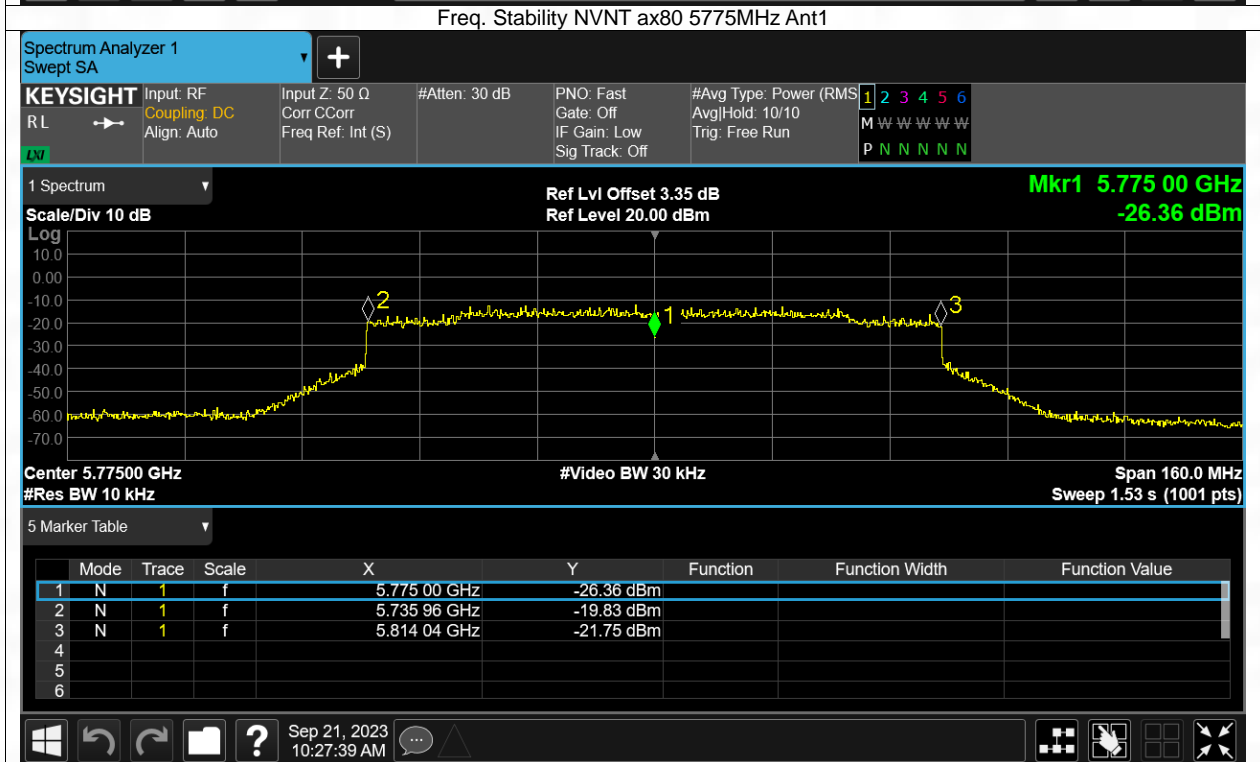 Freq. Stability NVNT ax80 5775MHz Ant1
Spectrum Analyzer 1
Swept SA
+
KEYSIGHT Input: RF Input Z: 50 Ω #Atten: 30 dB PNO: Fast #Avg Type: Power (RMS 1 2 3 4 5 6
RL Coupling: DC Corr CCorr Gate: Off Avg|Hold: 10/10 M W W W W W
Align: Auto Freq Ref: Int (S) IF Gain: Low Trig: Free Run
LXI Sig Track: Off P N N N N N
1 Spectrum Ref Lvl Offset 3.35 dB Mkr1 5.775 00 GHz
Scale/Div 10 dB Ref Level 20.00 dBm -26.36 dBm
Log
10.0
0.00
-10.0 2 3
-20.0 1
-30.0
-40.0
-50.0
-60.0
-70.0
Center 5.77500 GHz #Video BW 30 kHz Span 160.0 MHz
#Res BW 10 kHz Sweep 1.53 s (1001 pts)
5 Marker Table
Mode Trace Scale X Y Function Function Width Function Value
1 N 1 f 5.775 00 GHz -26.36 dBm
2 N 1 f 5.735 96 GHz -19.83 dBm
3 N 1 f 5.814 04 GHz -21.75 dBm
4
5
6
? Sep 21, 2023
10:27:39 AM